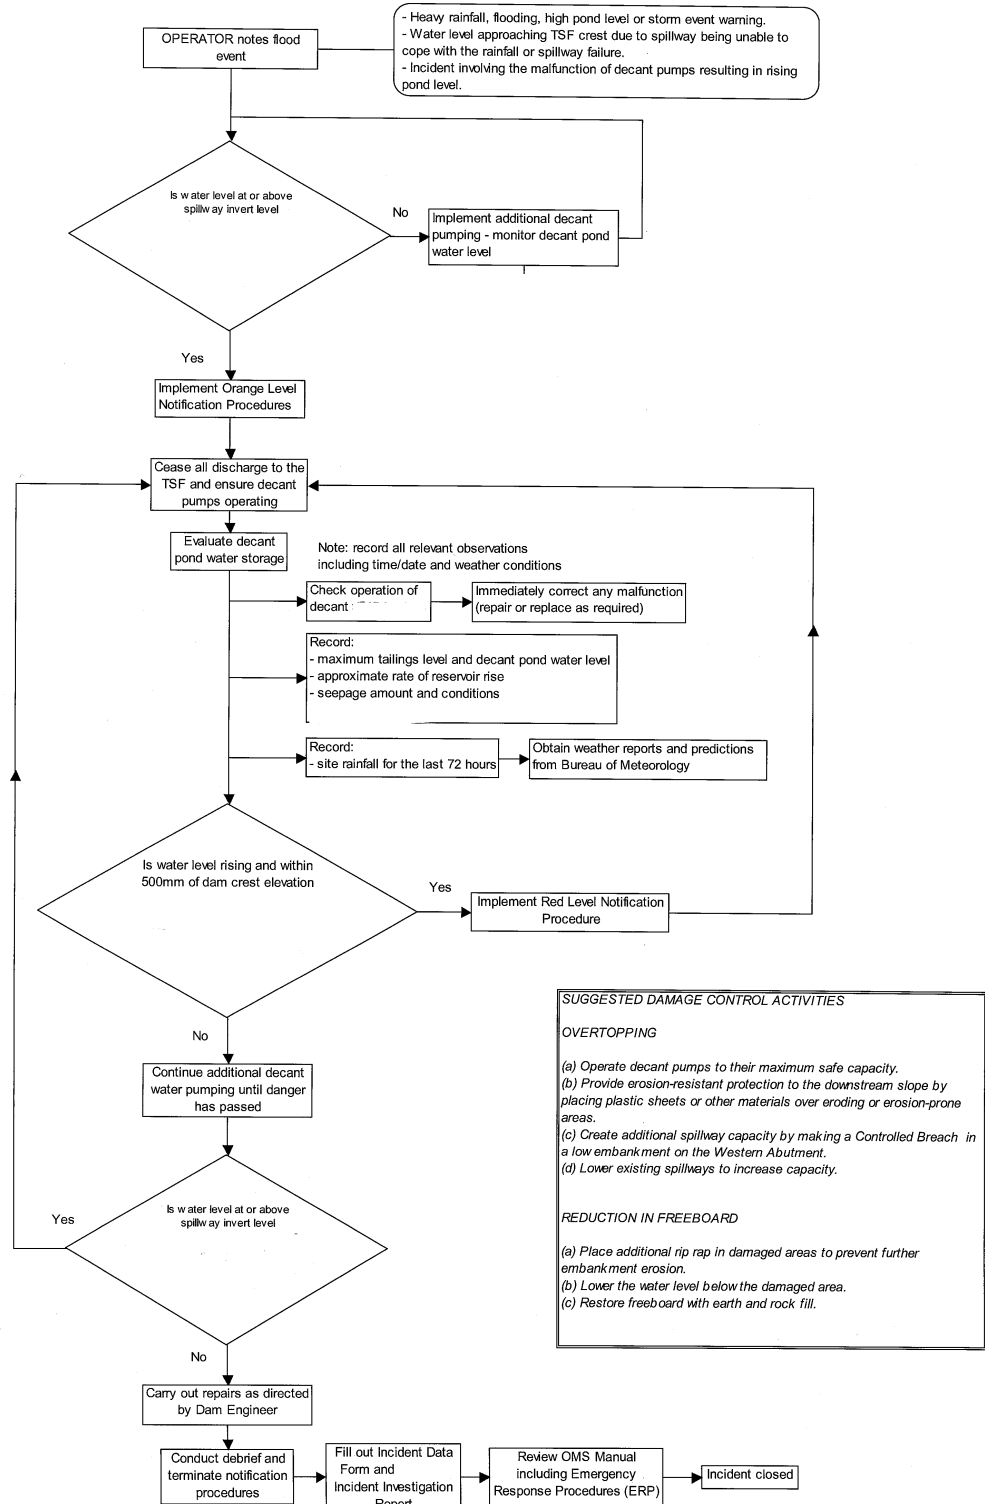 OPERATOR notes flood
event
- Heavy rainfall, flooding, high pond level or storm event warning.
- Water level approaching TSF crest due to spillway being unable to
cope with the rainfall or spillway failure.
- Incident involving the malfunction of decant pumps resulting in rising
pond level.
Is water level at or above
spillway invert level
No
Implement additional decant
pumping - monitor decant pond
water level
Yes
Implement Orange Level
Notification Procedures
Cease all discharge to the
TSF and ensure decant
pumps operating
Evaluate decant
pond water storage
Note: record all relevant observations
including time/date and weather conditions
Check operation of
decant
Immediately correct any malfunction
(repair or replace as required)
Record:
- maximum tailings level and decant pond water level
- approximate rate of reservoir rise
- seepage amount and conditions
Record:
- site rainfall for the last 72 hours
Obtain weather reports and predictions
from Bureau of Meteorology
Is water level rising and within
500mm of dam crest elevation
Yes
Implement Red Level Notification
Procedure
No
Continue additional decant
water pumping until danger
has passed
Is water level at or above
spillway invert level
Yes
No
Carry out repairs as directed
by Dam Engineer
Conduct debrief and
terminate notification
procedures
Fill out Incident Data
Form and
Incident Investigation
Report
Review OMS Manual
including Emergency
Response Procedures (ERP)
Incident closed
SUGGESTED DAMAGE CONTROL ACTIVITIES
OVERTOPPING
(a) Operate decant pumps to their maximum safe capacity.
(b) Provide erosion-resistant protection to the downstream slope by
placing plastic sheets or other materials over eroding or erosion-prone
areas.
(c) Create additional spillway capacity by making a Controlled Breach in
a low embankment on the Western Abutment.
(d) Lower existing spillways to increase capacity.
REDUCTION IN FREEBOARD
(a) Place additional rip rap in damaged areas to prevent further
embankment erosion.
(b) Lower the water level below the damaged area.
(c) Restore freeboard with earth and rock fill.